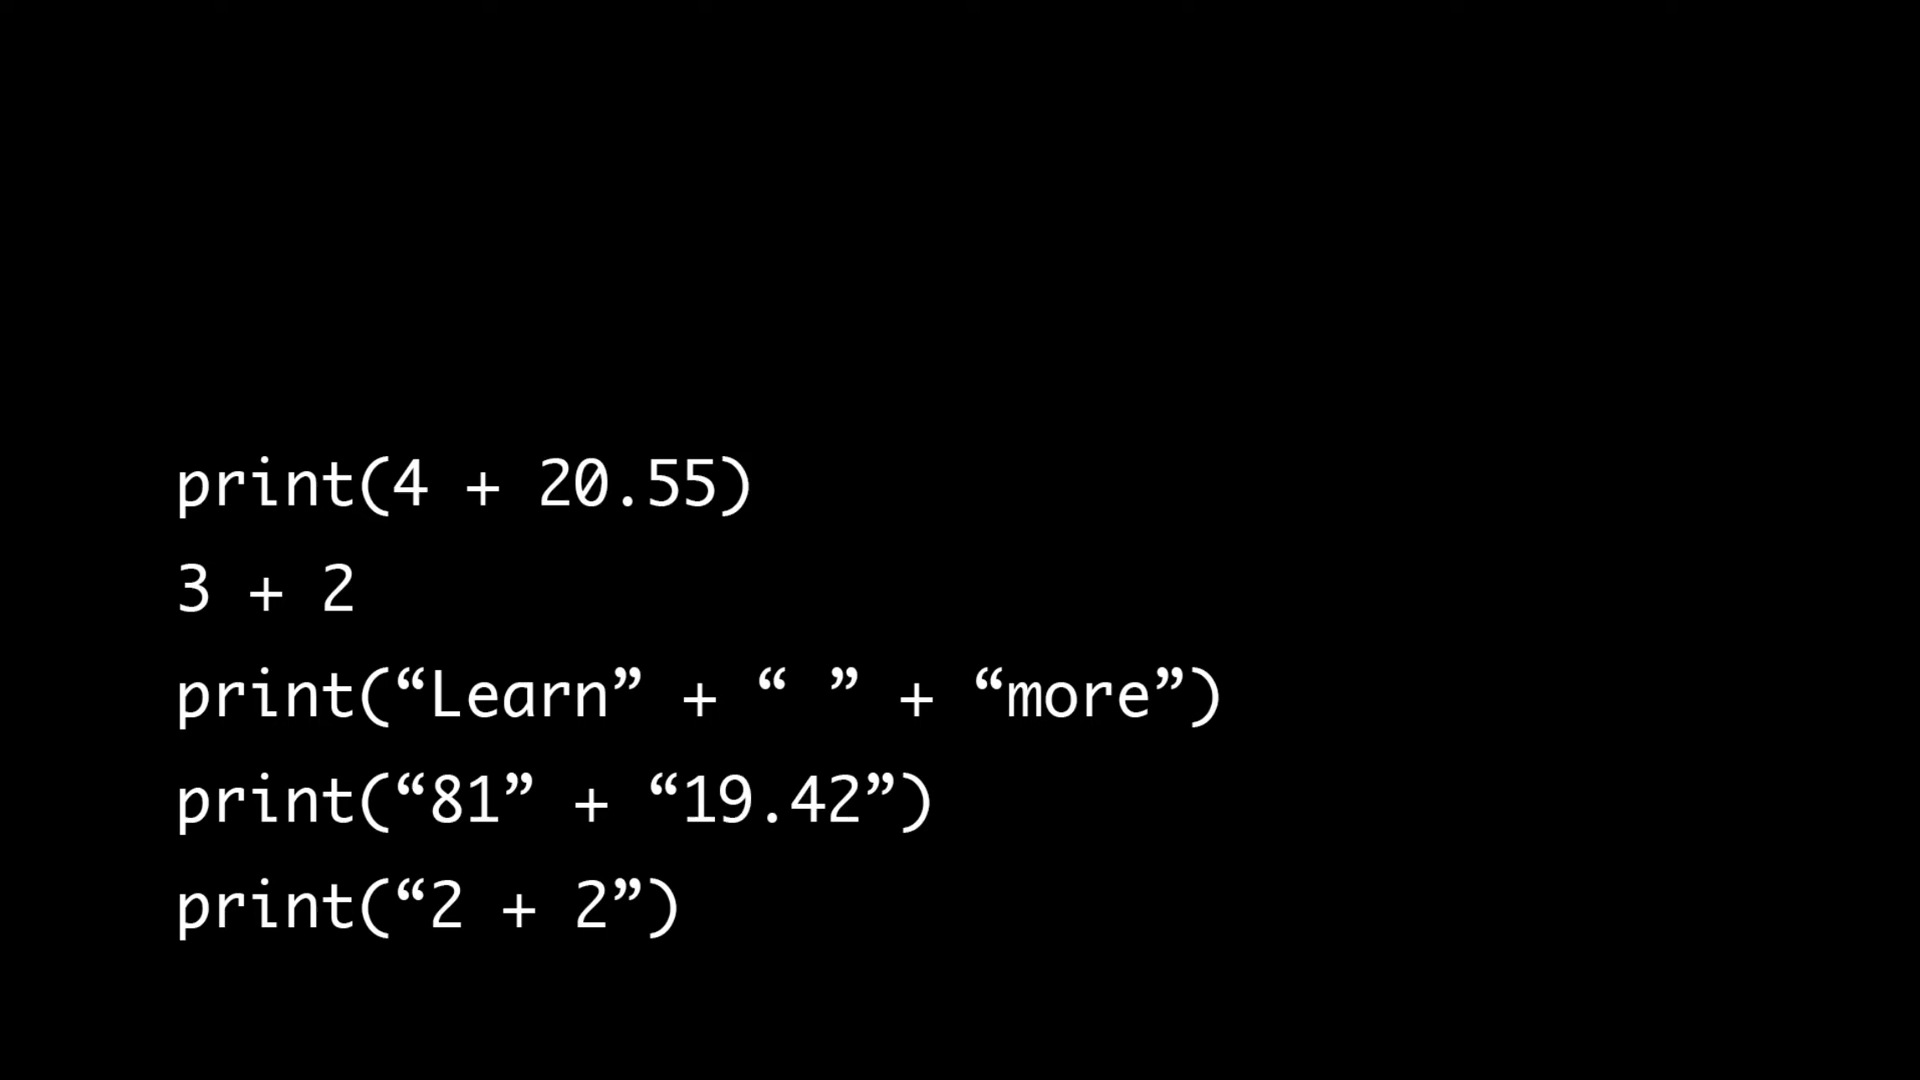 print(4 + 20.55)
3 + 2
print(“Learn” + “ ” + “more”)
print(“81” + “19.42”)
print(“2 + 2”)